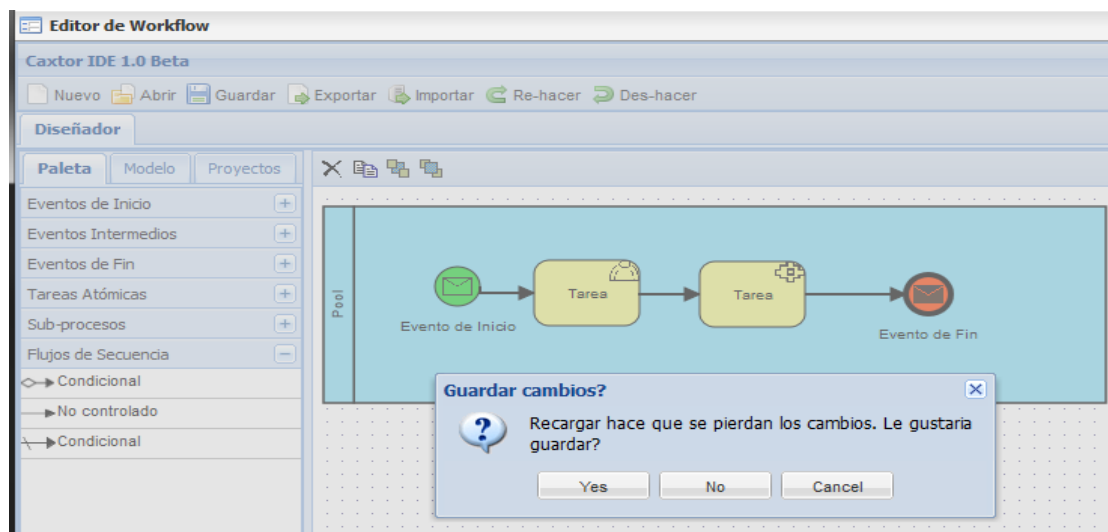 Editor de Workflow
Caxtor IDE 1.0 Beta
Nuevo Abrir Guardar Exportar Importar Re-hacer Des-hacer
Diseñador
Paleta Modelo Proyectos
Eventos de Inicio
Eventos Intermedios
Eventos de Fin
Tareas Atómicas
Sub-procesos
Flujos de Secuencia
Condicional
No controlado
Condicional
Pool
Evento de Inicio
Tarea
Tarea
Evento de Fin
Guardar cambios?
Recargar hace que se pierdan los cambios. Le gustaria
guardar?
Yes No Cancel